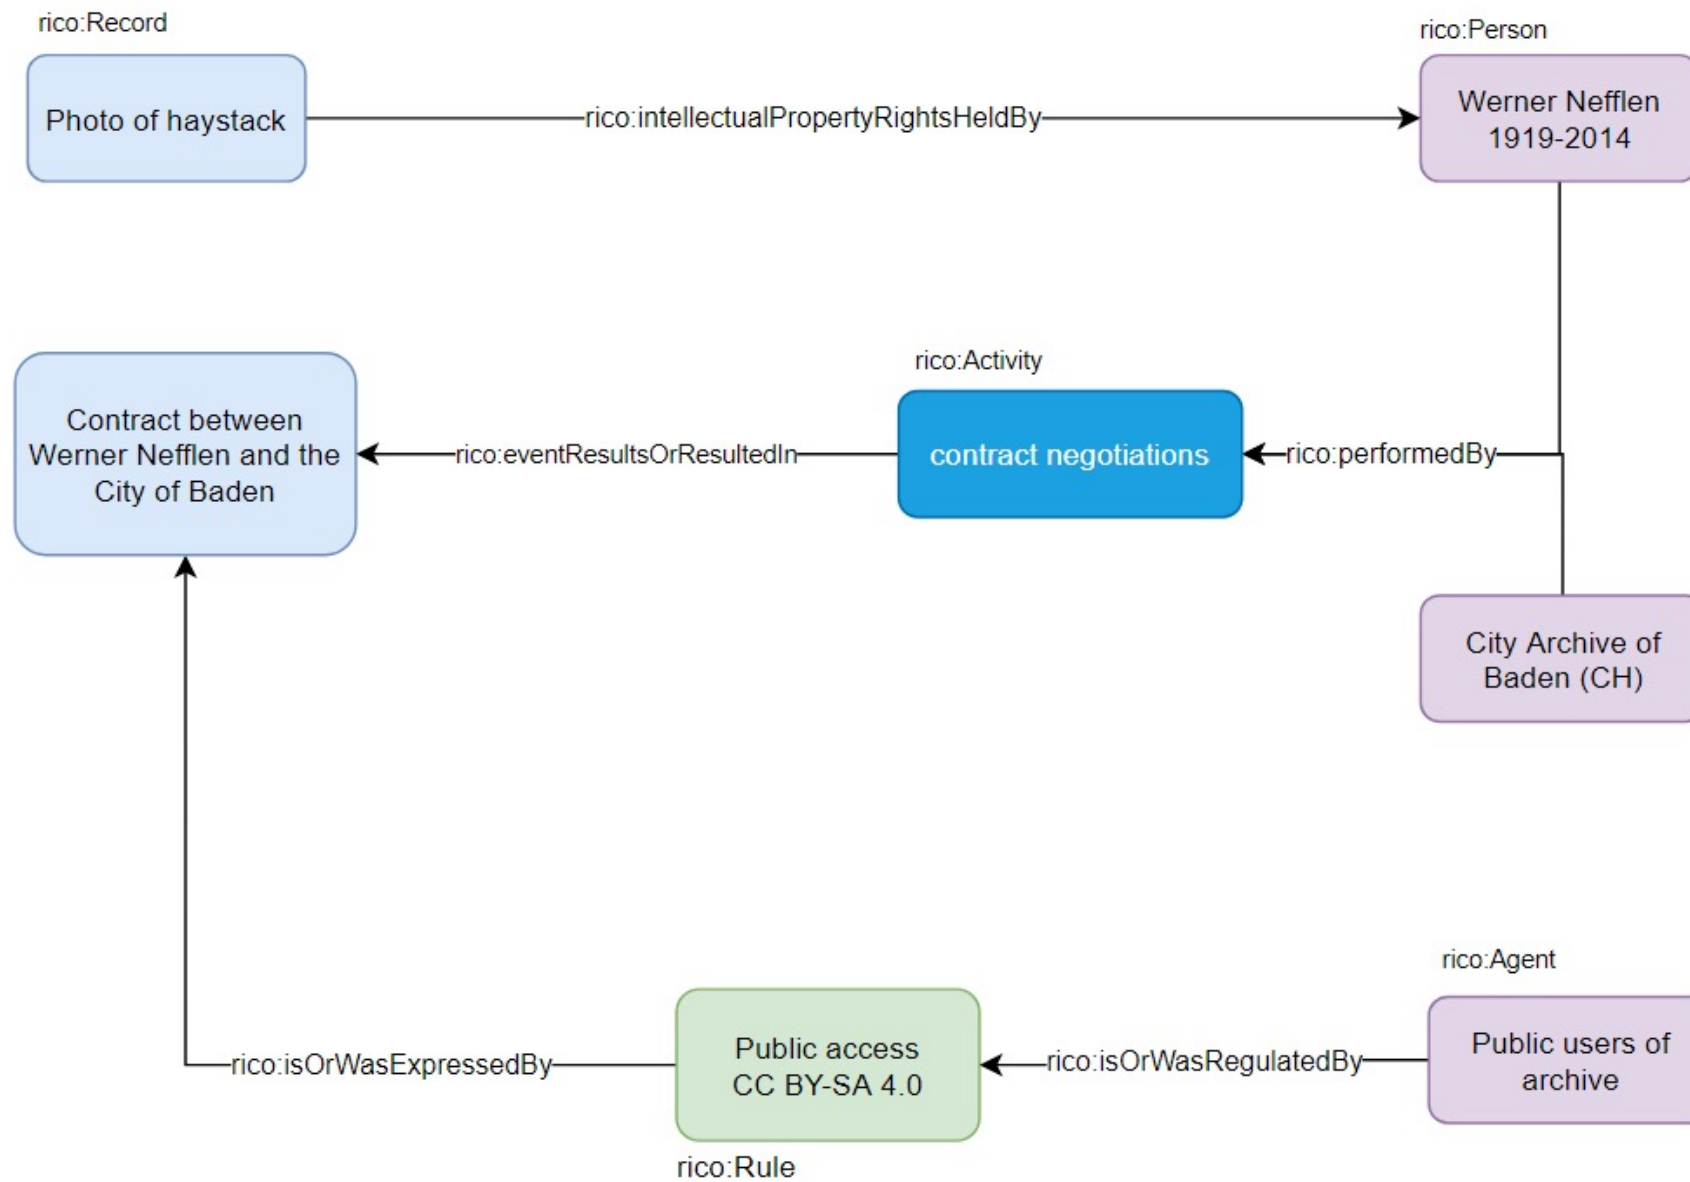 rico:Record
rico:Person
Photo of haystack
rico:intellectualPropertyRightsHeldBy
Werner Nefflen
1919-2014
rico:Activity
Contract between
Werner Nefflen and the
City of Baden
rico:eventResultsOrResultedIn
contract negotiations
rico:performedBy
City Archive of
Baden (CH)
rico:Agent
rico:isOrWasExpressedBy
Public access
CC BY-SA 4.0
rico:isOrWasRegulatedBy
Public users of
archive
rico:Rule